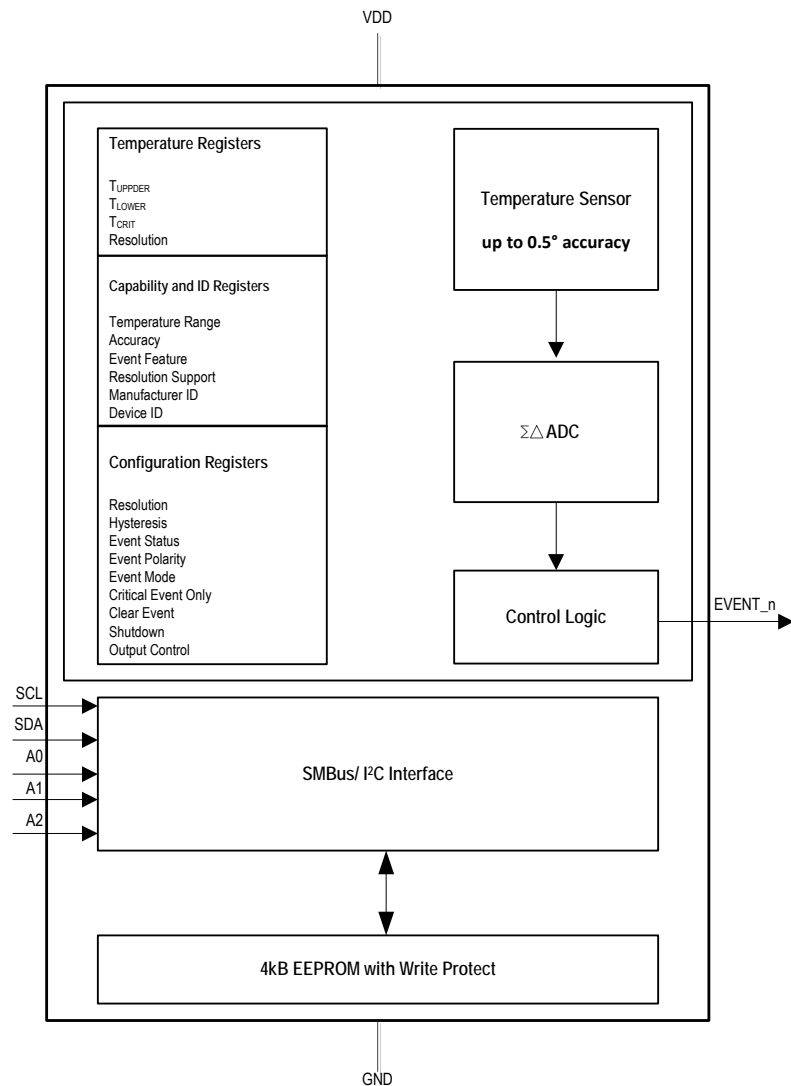 VDD
Temperature Registers
TUPPDER
TLOWER
TCRIT
Resolution
Capability and ID Registers
Temperature Range
Accuracy
Event Feature
Resolution Support
Manufacturer ID
Device ID
Configuration Registers
Resolution
Hysteresis
Event Status
Event Polarity
Event Mode
Critical Event Only
Clear Event
Shutdown
Output Control
Temperature Sensor
up to 0.5° accuracy
∑△ ADC
Control Logic
EVENT_n
SCL
SDA
A0
A1
A2
SMBus/ I²C Interface
4kB EEPROM with Write Protect
GND